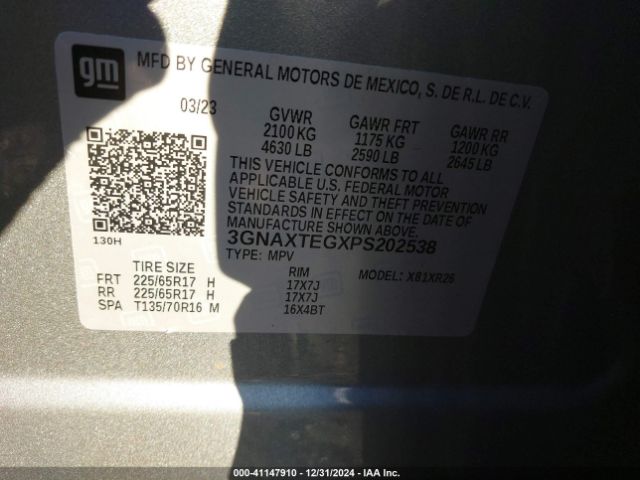 gm
MFD BY GENERAL MOTORS DE MEXICO, S. DE R.L. DE C.V.
03/23 GVWR GAWR FRT GAWR RR
2100 KG 1175 KG 1200 KG
4630 LB 2590 LB 2645 LB
THIS VEHICLE CONFORMS TO ALL
APPLICABLE U.S. FEDERAL MOTOR
VEHICLE SAFETY AND THEFT PREVENTION
STANDARDS IN EFFECT ON THE DATE OF
MANUFACTURE SHOWN ABOVE.
3GNAXTEGXPS202538
130H
TYPE: MPV
MODEL: X81XR26
TIRE SIZE RIM
FRT 225/65R17 H 17X7J
RR 225/65R17 H 17X7J
SPA T135/70R16 M 16X4BT
000-41147910 - 12/31/2024 - IAA Inc.